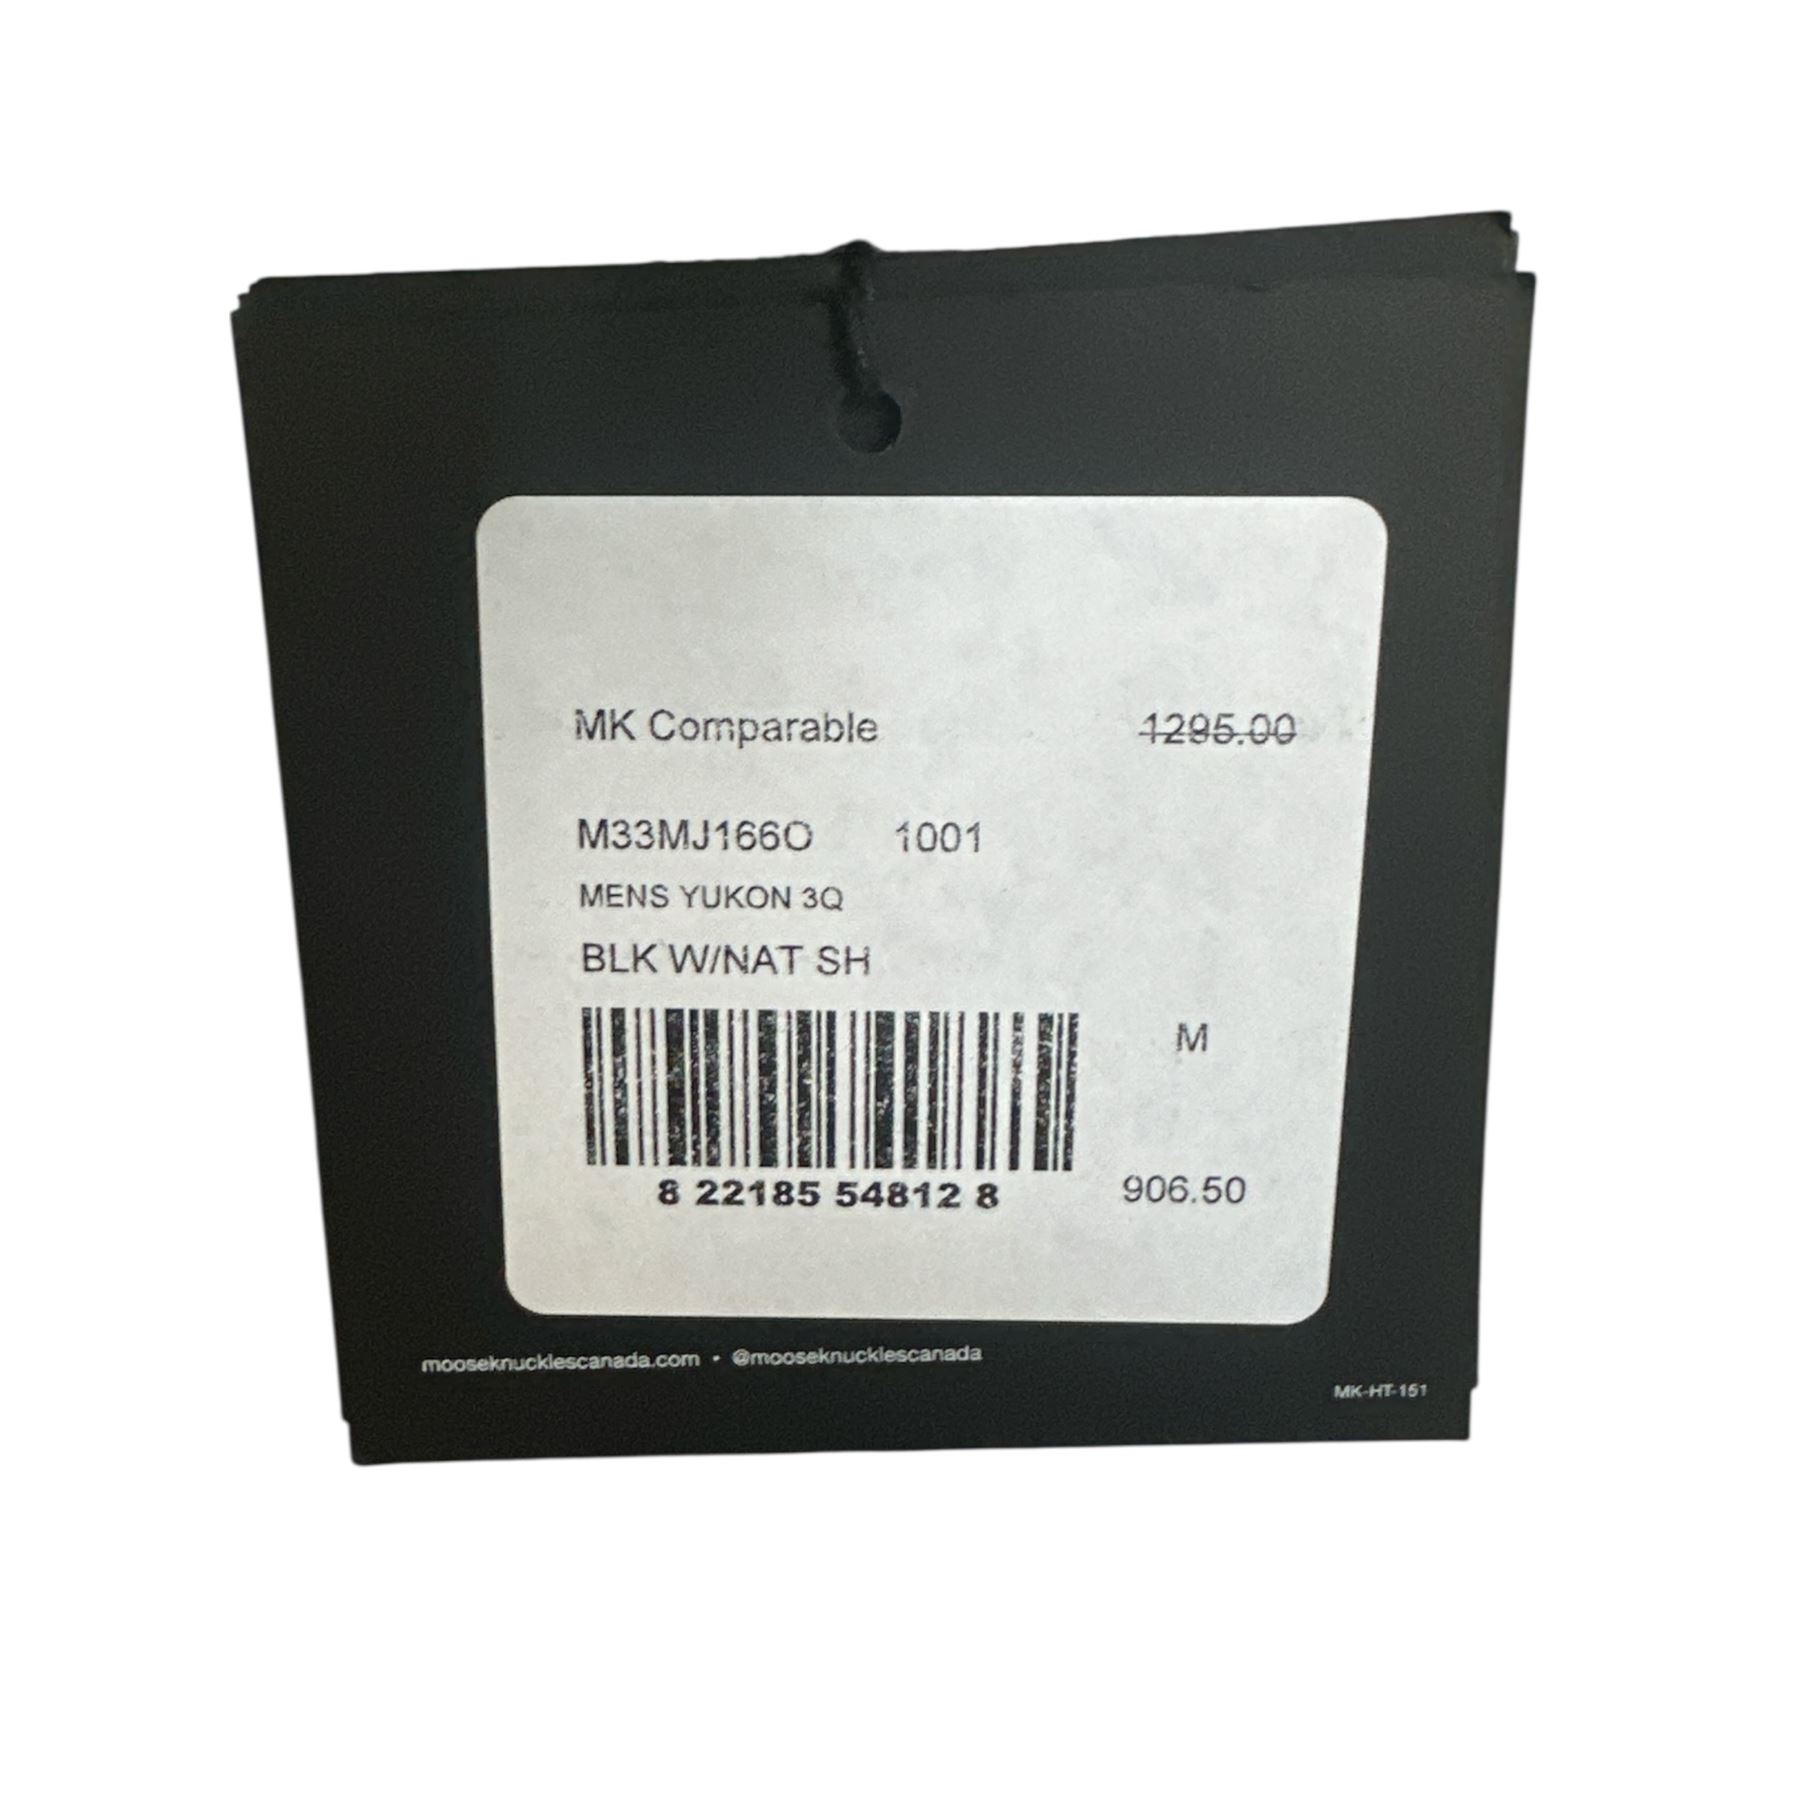 MK Comparable 1295.00
M33MJ166O 1001
MENS YUKON 3Q
BLK W/NAT SH
M
8 22185 54812 8 906.50
mooseknucklescanada.com • @mooseknucklescanada
MK-HT-151